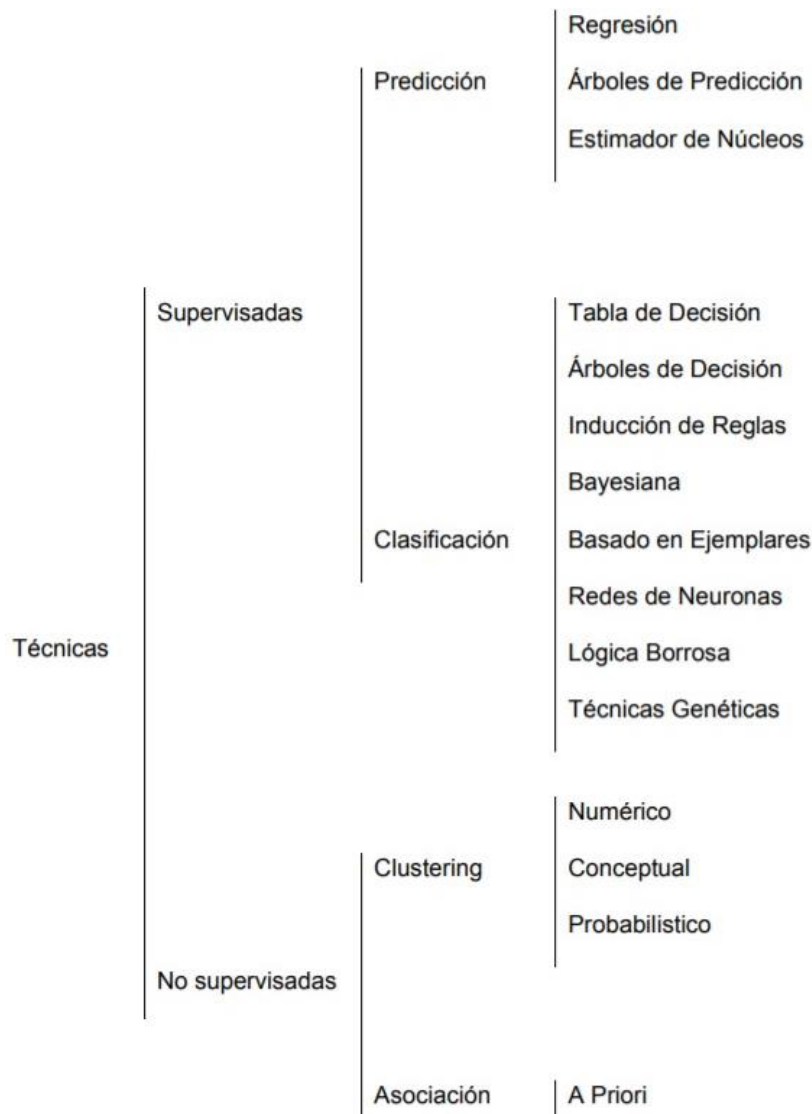 Regresión
Predicción
Árboles de Predicción
Estimador de Núcleos
Supervisadas
Tabla de Decisión
Árboles de Decisión
Inducción de Reglas
Bayesiana
Clasificación
Basado en Ejemplares
Redes de Neuronas
Técnicas
Lógica Borrosa
Técnicas Genéticas
Numérico
Clustering
Conceptual
Probabilistico
No supervisadas
Asociación
A Priori